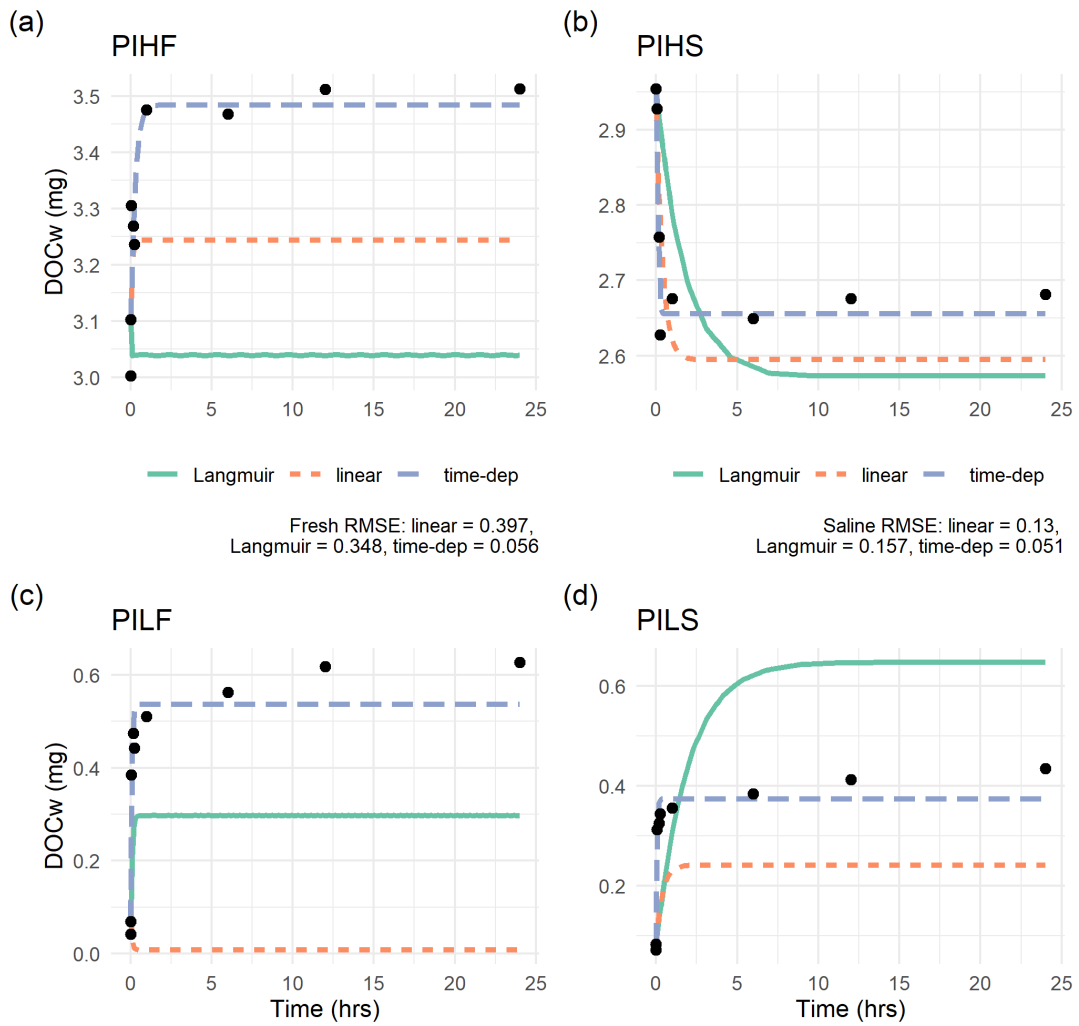 (a)
PIHF
DOCw (mg)
3.5
3.4
3.3
3.2
3.1
3.0
0 5 10 15 20 25
Langmuir linear time-dep
Fresh RMSE: linear = 0.397,
Langmuir = 0.348, time-dep = 0.056
(b)
PIHS
2.9
2.8
2.7
2.6
0 5 10 15 20 25
Langmuir linear time-dep
Saline RMSE: linear = 0.13,
Langmuir = 0.157, time-dep = 0.051
(c)
PILF
DOCw (mg)
0.6
0.4
0.2
0.0
0 5 10 15 20 25
Time (hrs)
(d)
PILS
0.6
0.4
0.2
0 5 10 15 20 25
Time (hrs)